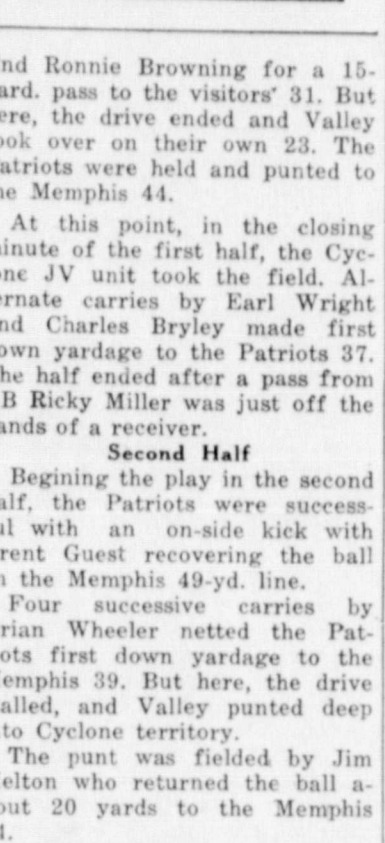 nd Ronnie Browning for a 15-
ard. pass to the visitors' 31. But
ere, the drive ended and Valley
ook over on their own 23. The
atriots were held and punted to
he Memphis 44.
At this point, in the closing
inute of the first half, the Cyc-
one JV unit took the field. Al-
ernate carries by Earl Wright
nd Charles Bryley made first
own yardage to the Patriots 37.
he half ended after a pass from
B Ricky Miller was just off the
ands of a receiver.
Second Half
Begining the play in the second
alf, the Patriots were success-
ul with an on-side kick with
rent Guest recovering the ball
n the Memphis 49-yd. line.
Four successive carries by
rian Wheeler netted the Pat-
ots first down yardage to the
emphis 39. But here, the drive
alled, and Valley punted deep
to Cyclone territory.
The punt was fielded by Jim
elton who returned the ball a-
out 20 yards to the Memphis